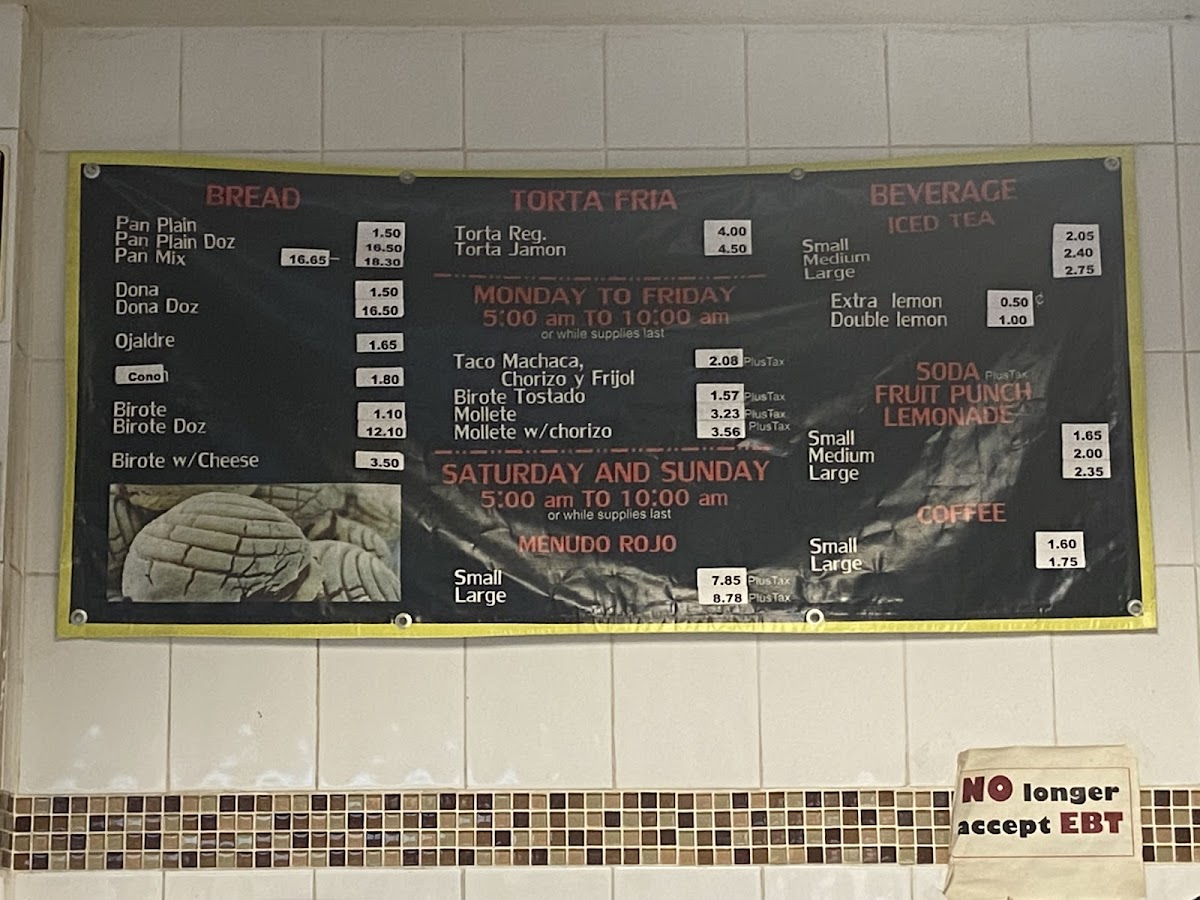 BREAD
Pan Plain 1.50
Pan Plain Doz 16.50
Pan Mix 16.65 - 18.30
Dona 1.50
Dona Doz 16.50
Ojaldre 1.65
Cono 1.80
Birote 1.10
Birote Doz 12.10
Birote w/Cheese 3.50
TORTA FRIA
Torta Reg. 4.00
Torta Jamon 4.50
MONDAY TO FRIDAY
5:00 am TO 10:00 am
or while supplies last
Taco Machaca, 2.08 PlusTax
Chorizo y Frijol
Birote Tostado 1.57 PlusTax
Mollete 3.23 PlusTax
Mollete w/chorizo 3.56 PlusTax
SATURDAY AND SUNDAY
5:00 am TO 10:00 am
or while supplies last
MENUDO ROJO
Small 7.85 PlusTax
Large 8.78 PlusTax
BEVERAGE
ICED TEA
Small 2.05
Medium 2.40
Large 2.75
Extra lemon 0.50 ¢
Double lemon 1.00
SODA PlusTax
FRUIT PUNCH
LEMONADE
Small 1.65
Medium 2.00
Large 2.35
COFFEE
Small 1.60
Large 1.75
NO longer
accept EBT